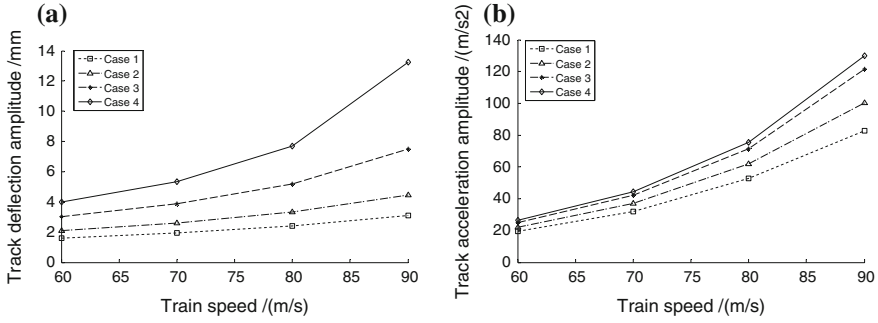 (a)
Track deflection amplitude /mm
14
12
10
8
6
4
2
0
Case 1
Case 2
Case 3
Case 4
60 65 70 75 80 85 90
Train speed /(m/s)
(b)
Track acceleration amplitude /(m/s2)
140
120
100
80
60
40
20
0
Case 1
Case 2
Case 3
Case 4
60 65 70 75 80 85 90
Train speed /(m/s)